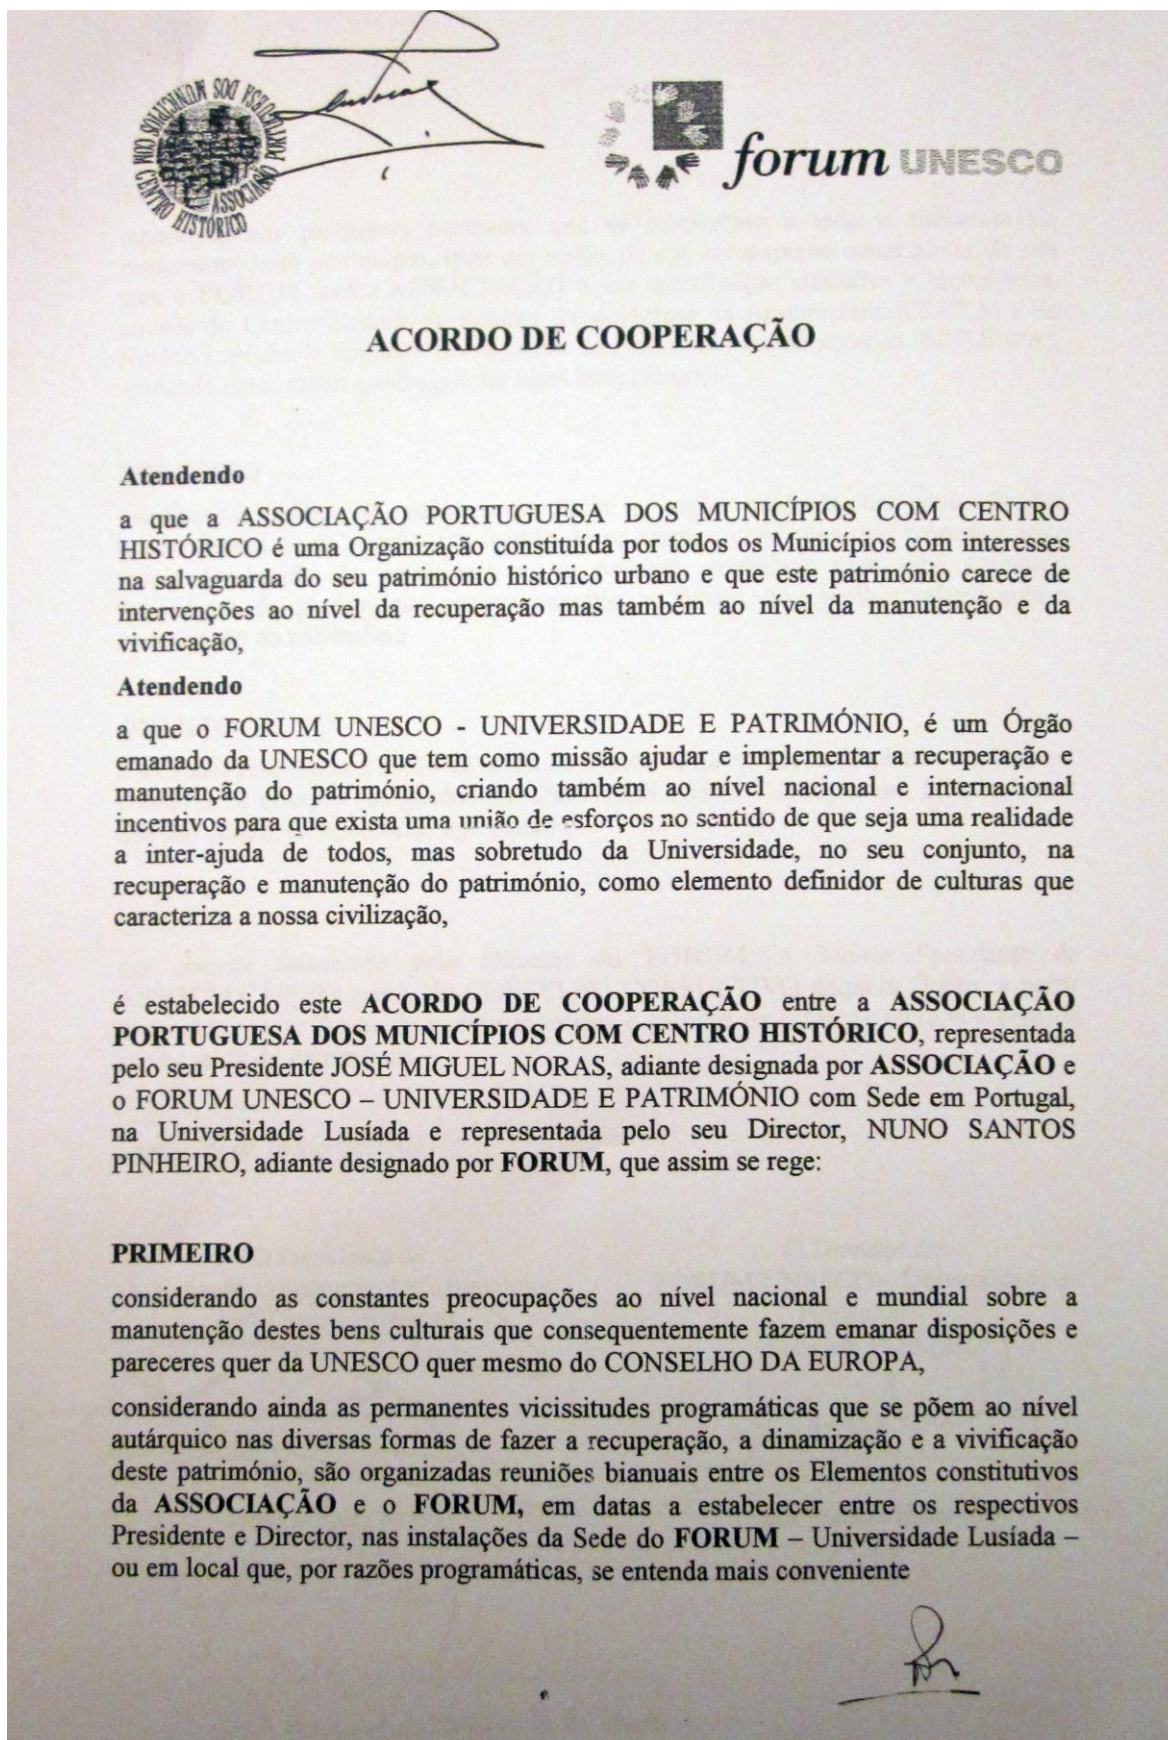 ASSOCIAÇÃO PORTUGUESA DOS MUNICÍPIOS COM CENTRO HISTÓRICO
forum UNESCO
ACORDO DE COOPERAÇÃO
Atendendo
a que a ASSOCIAÇÃO PORTUGUESA DOS MUNICÍPIOS COM CENTRO
HISTÓRICO é uma Organização constituída por todos os Municípios com interesses
na salvaguarda do seu património histórico urbano e que este património carece de
intervenções ao nível da recuperação mas também ao nível da manutenção e da
vivificação,
Atendendo
a que o FORUM UNESCO - UNIVERSIDADE E PATRIMÓNIO, é um Órgão
emanado da UNESCO que tem como missão ajudar e implementar a recuperação e
manutenção do património, criando também ao nível nacional e internacional
incentivos para que exista uma união de esforços no sentido de que seja uma realidade
a inter-ajuda de todos, mas sobretudo da Universidade, no seu conjunto, na
recuperação e manutenção do património, como elemento definidor de culturas que
caracteriza a nossa civilização,
é estabelecido este ACORDO DE COOPERAÇÃO entre a ASSOCIAÇÃO
PORTUGUESA DOS MUNICÍPIOS COM CENTRO HISTÓRICO, representada
pelo seu Presidente JOSÉ MIGUEL NORAS, adiante designada por ASSOCIAÇÃO e
o FORUM UNESCO – UNIVERSIDADE E PATRIMÓNIO com Sede em Portugal,
na Universidade Lusíada e representada pelo seu Director, NUNO SANTOS
PINHEIRO, adiante designado por FORUM, que assim se rege:
PRIMEIRO
considerando as constantes preocupações ao nível nacional e mundial sobre a
manutenção destes bens culturais que consequentemente fazem emanar disposições e
pareceres quer da UNESCO quer mesmo do CONSELHO DA EUROPA,
considerando ainda as permanentes vicissitudes programáticas que se põem ao nível
autárquico nas diversas formas de fazer a recuperação, a dinamização e a vivificação
deste património, são organizadas reuniões bianuais entre os Elementos constitutivos
da ASSOCIAÇÃO e o FORUM, em datas a estabelecer entre os respectivos
Presidente e Director, nas instalações da Sede do FORUM – Universidade Lusíada –
ou em local que, por razões programáticas, se entenda mais conveniente